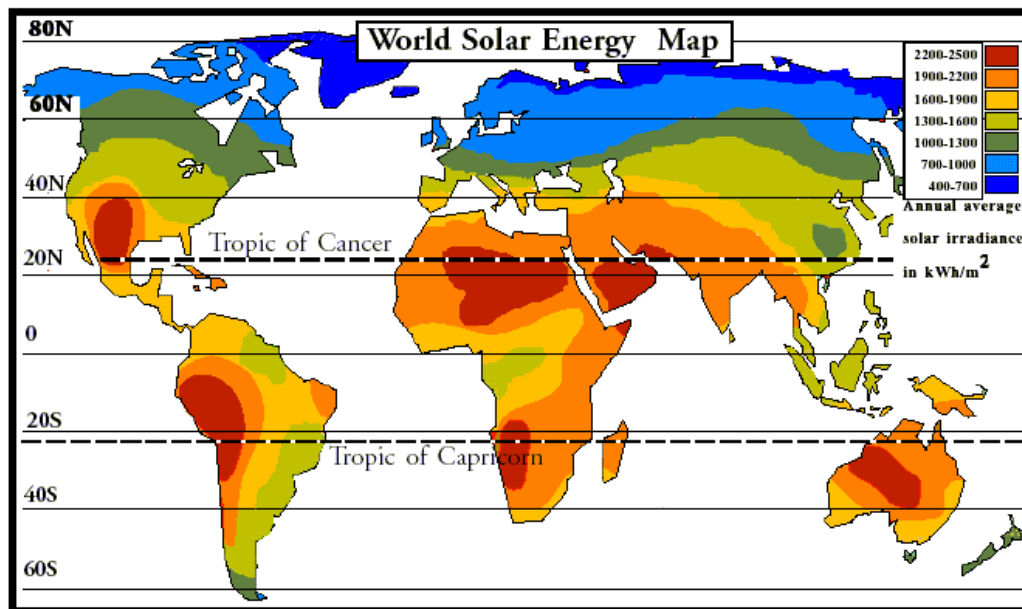 World Solar Energy Map
80N
60N
40N
20N
0
20S
40S
60S
Tropic of Cancer
Tropic of Capricorn
2200-2500
1900-2200
1600-1900
1300-1600
1000-1300
700-1000
400-700
Annual average
solar irradiance
in kWh/m²